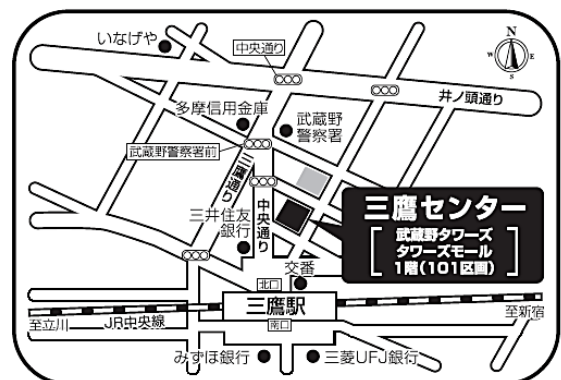 いなげや
中央通り
N
W
E
S
井ノ頭通り
多摩信用金庫
武蔵野
警察署
武蔵野警察署前
三鷹通り
中央通り
三鷹センター
武蔵野タワーズ
タワーズモール
1階(101区画)
三井住友
銀行
交番
北口
三鷹駅
南口
至立川
JR中央線
至新宿
みずほ銀行
三菱UFJ銀行